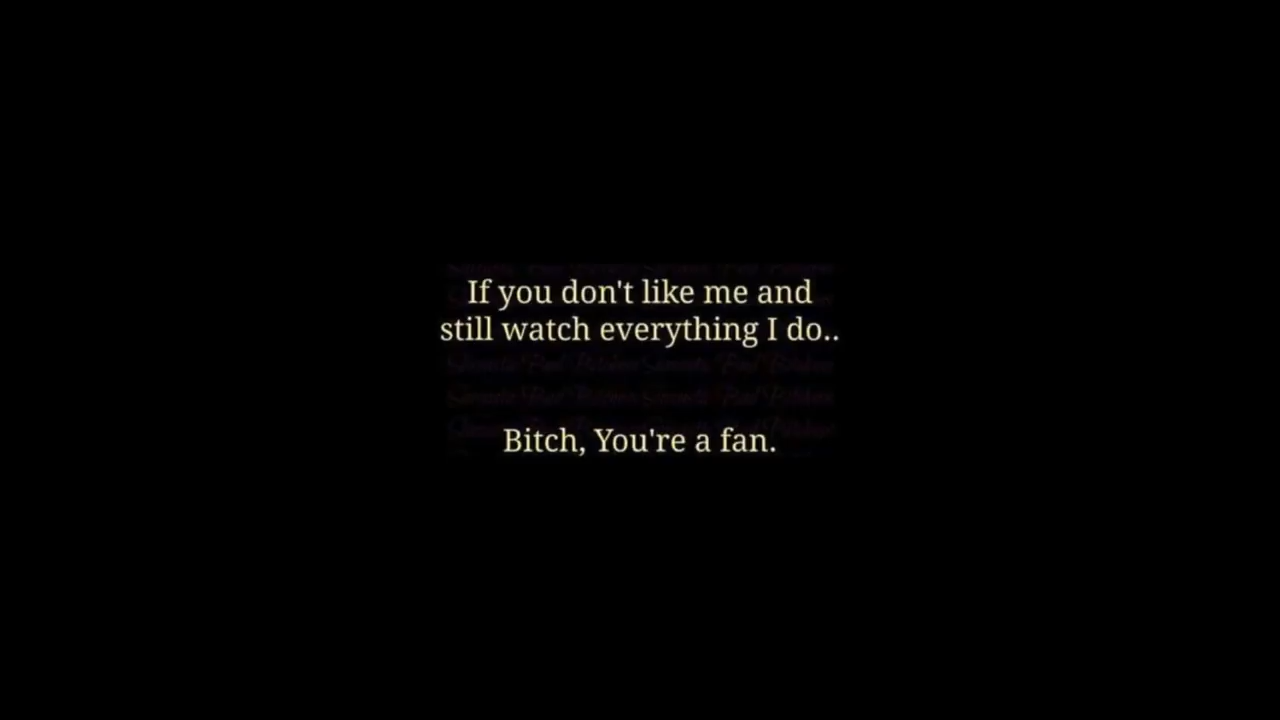 If you don't like me and
still watch everything I do..
Bitch, You're a fan.